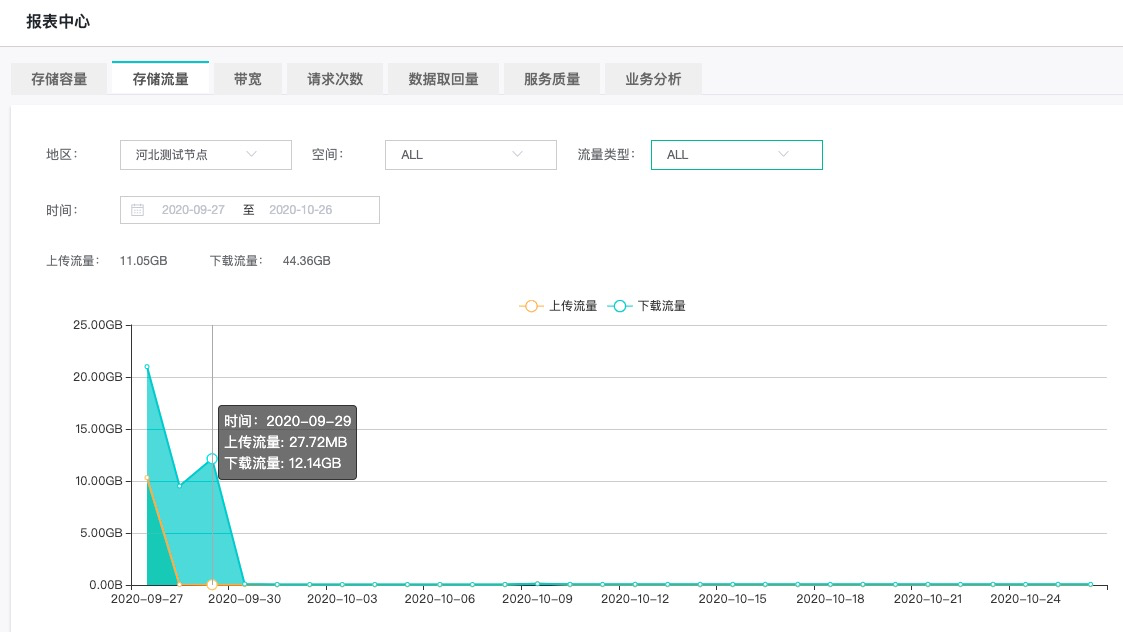 报表中心
存储容量 存储流量 带宽 请求次数 数据取回量 服务质量 业务分析
地区： 河北测试节点 空间： ALL 流量类型： ALL
时间： 2020-09-27 至 2020-10-26
上传流量： 11.05GB 下载流量： 44.36GB
上传流量 下载流量
25.00GB
20.00GB
15.00GB
10.00GB
5.00GB
0.00B
时间：2020-09-29
上传流量: 27.72MB
下载流量: 12.14GB
2020-09-27 2020-09-30 2020-10-03 2020-10-06 2020-10-09 2020-10-12 2020-10-15 2020-10-18 2020-10-21 2020-10-24